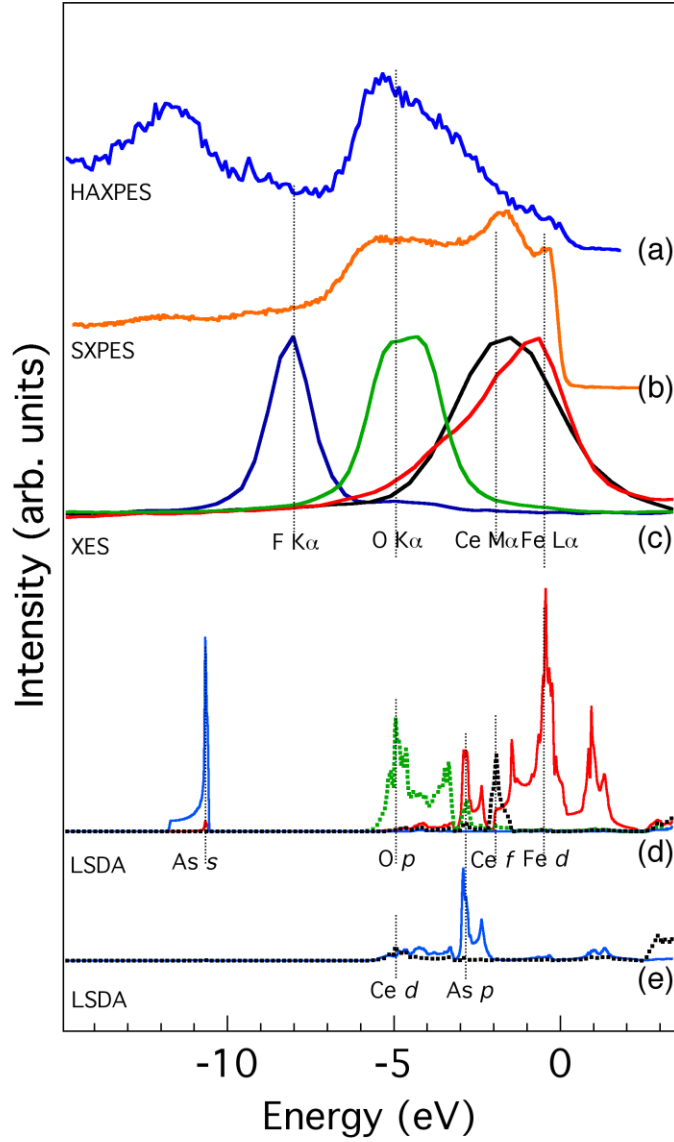 HAXPES
(a)
SXPES
(b)
XES
F Kα
O Kα
Ce Mα
Fe Lα
(c)
LSDA
As s
O p
Ce f
Fe d
(d)
LSDA
Ce d
As p
(e)
-10
-5
0
Energy (eV)
Intensity (arb. units)